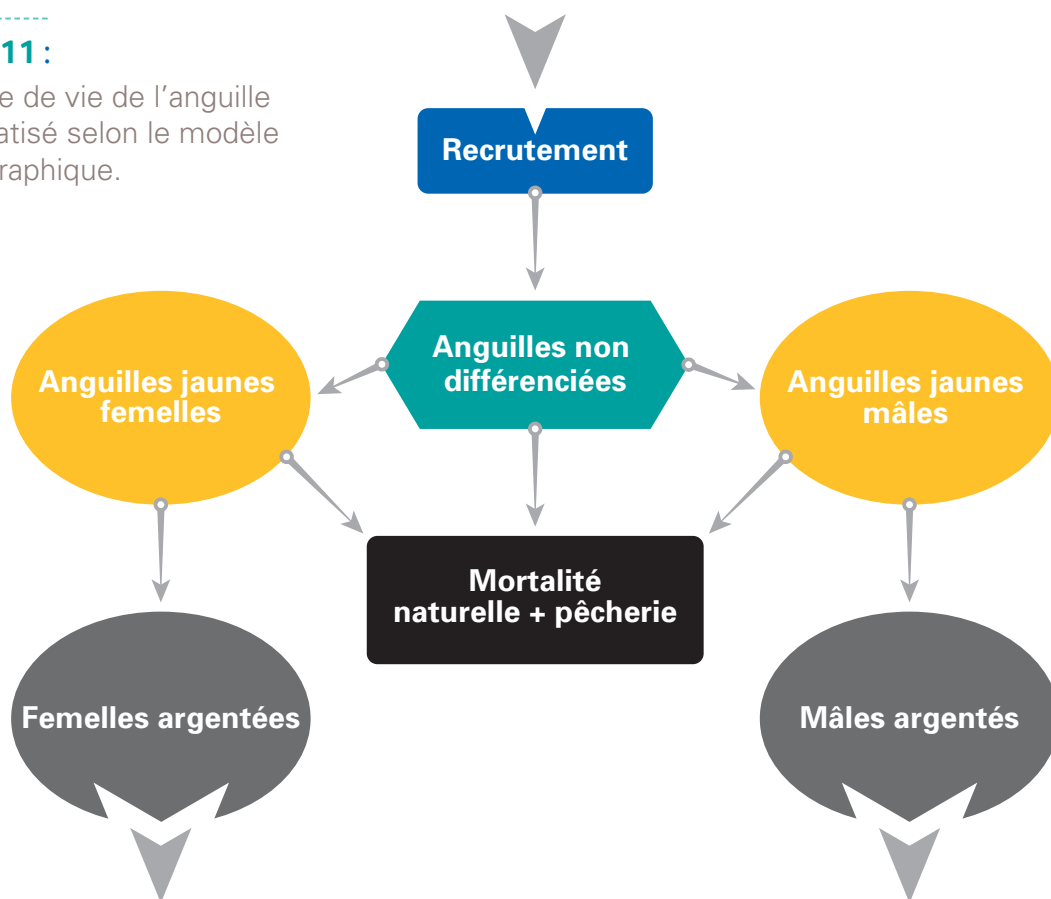 11 :
e de vie de l’anguille
atisé selon le modèle
raphique.
Recrutement
Anguilles non
différenciées
Anguilles jaunes
femelles
Anguilles jaunes
mâles
Mortalité
naturelle + pêcherie
Femelles argentées
Mâles argentés